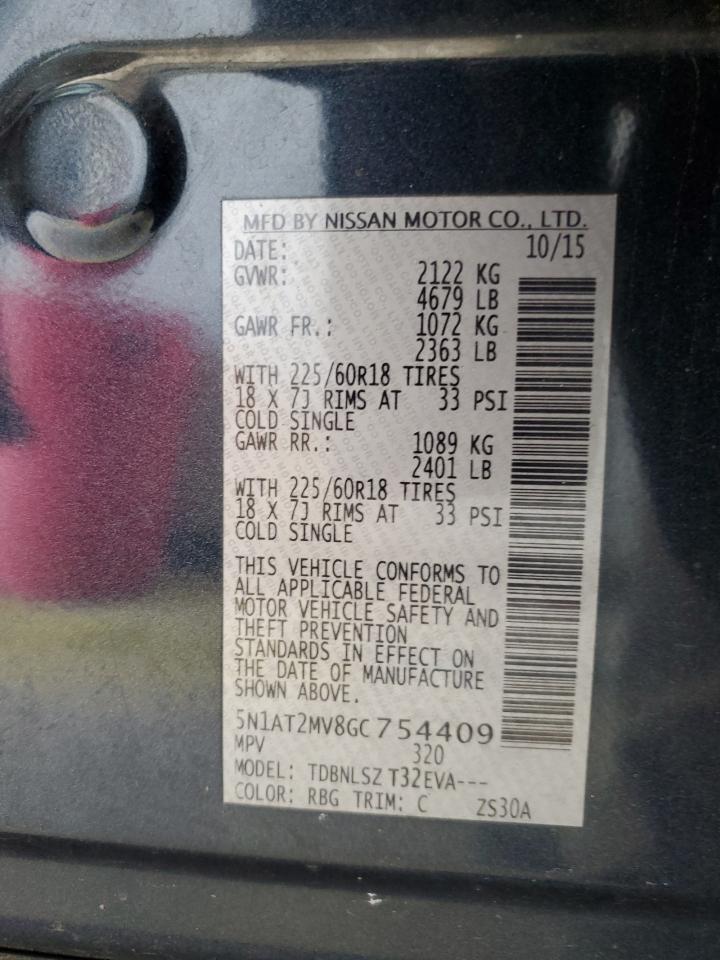 MFD BY NISSAN MOTOR CO., LTD.
DATE: 10/15
GVWR: 2122 KG
4679 LB
GAWR FR.: 1072 KG
2363 LB
WITH 225/60R18 TIRES
18 X 7J RIMS AT 33 PSI
COLD SINGLE
GAWR RR.: 1089 KG
2401 LB
WITH 225/60R18 TIRES
18 X 7J RIMS AT 33 PSI
COLD SINGLE
THIS VEHICLE CONFORMS TO
ALL APPLICABLE FEDERAL
MOTOR VEHICLE SAFETY AND
THEFT PREVENTION
STANDARDS IN EFFECT ON
THE DATE OF MANUFACTURE
SHOWN ABOVE.
5N1AT2MV8GC754409
MPV 320
MODEL: TDBNLSZ T32EVA---
COLOR: RBG TRIM: C ZS30A